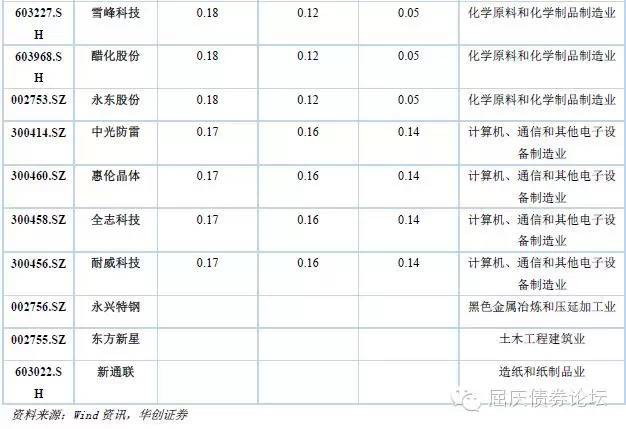 603227.S 雪峰科技 0.18 0.12 0.05 化学原料和化学制品制造业
H
603968.S 醋化股份 0.18 0.12 0.05 化学原料和化学制品制造业
H
002753.SZ 永东股份 0.18 0.12 0.05 化学原料和化学制品制造业
300414.SZ 中光防雷 0.17 0.16 0.14 计算机、通信和其他电子设
备制造业
300460.SZ 惠伦晶体 0.17 0.16 0.14 计算机、通信和其他电子设
备制造业
300458.SZ 全志科技 0.17 0.16 0.14 计算机、通信和其他电子设
备制造业
300456.SZ 耐威科技 0.17 0.16 0.14 计算机、通信和其他电子设
备制造业
002756.SZ 永兴特钢 黑色金属冶炼和压延加工业
002755.SZ 东方新星 土木工程建筑业
603022.S 新通联 造纸和纸制品业
H
屈庆债券论坛
资料来源：Wind 资讯，华创证券